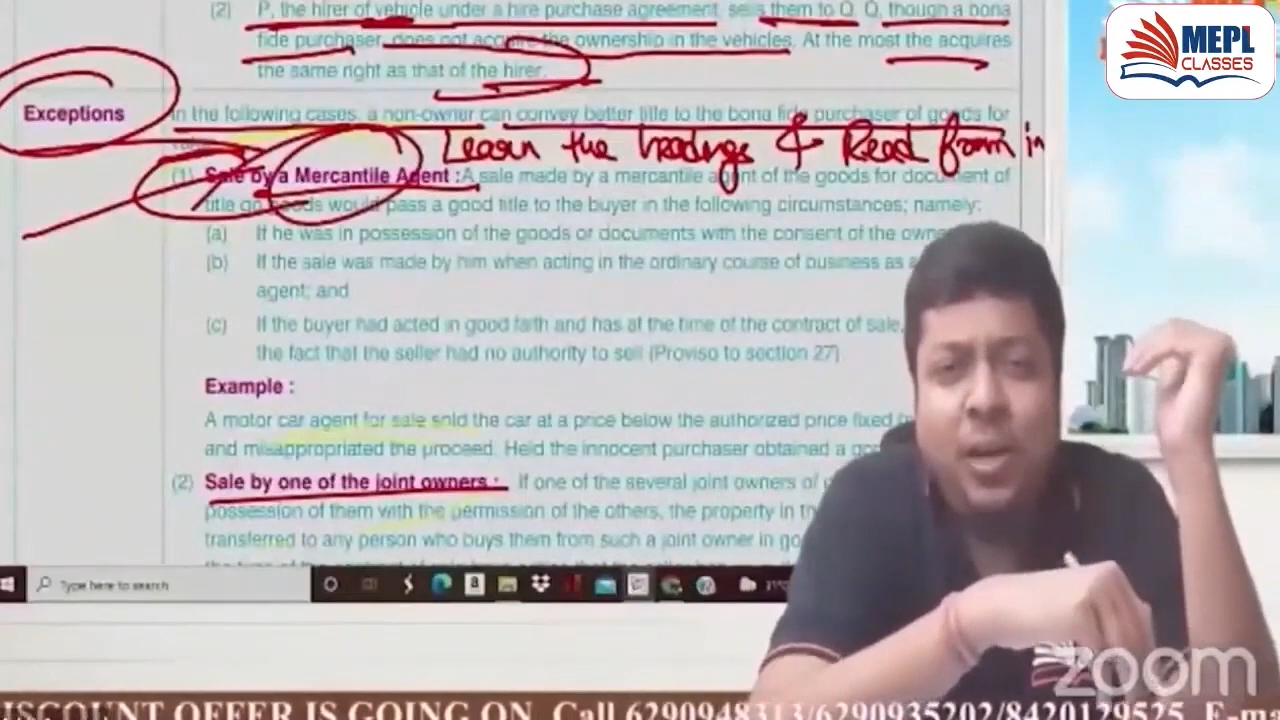 (2) P, the hirer of vehicle under a hire purchase agreement, sells them to Q. Q, though a bona
fide purchaser, does not acquire the ownership in the vehicles. At the most the acquires
the same right as that of the hirer.
MEPL
CLASSES
Exceptions
In the following cases, a non-owner can convey better title to the bona fide purchaser of goods for
Learn the headings & Read from in
(1) Sale by a Mercantile Agent : A sale made by a mercantile agent of the goods for document of
title on goods would pass a good title to the buyer in the following circumstances; namely:
(a) If he was in possession of the goods or documents with the consent of the
(b) If the sale was made by him when acting in the ordinary course of business as
agent; and
(c) If the buyer had acted in good faith and has at the time of the contract of sale,
the fact that the seller had no authority to sell (Proviso to section 27)
Example :
A motor car agent for sale sold the car at a price below the authorized price fixed
and misappropriated the proceed. Held the innocent purchaser obtained a
(2) Sale by one of the joint owners : If one of the several joint owners of
possession of them with the permission of the others, the property in
transferred to any person who buys them from such a joint owner in
Type here to search
zoom
DISCOUNT OFFER IS GOING ON. Call 6290948313/6290935202/8420129525,